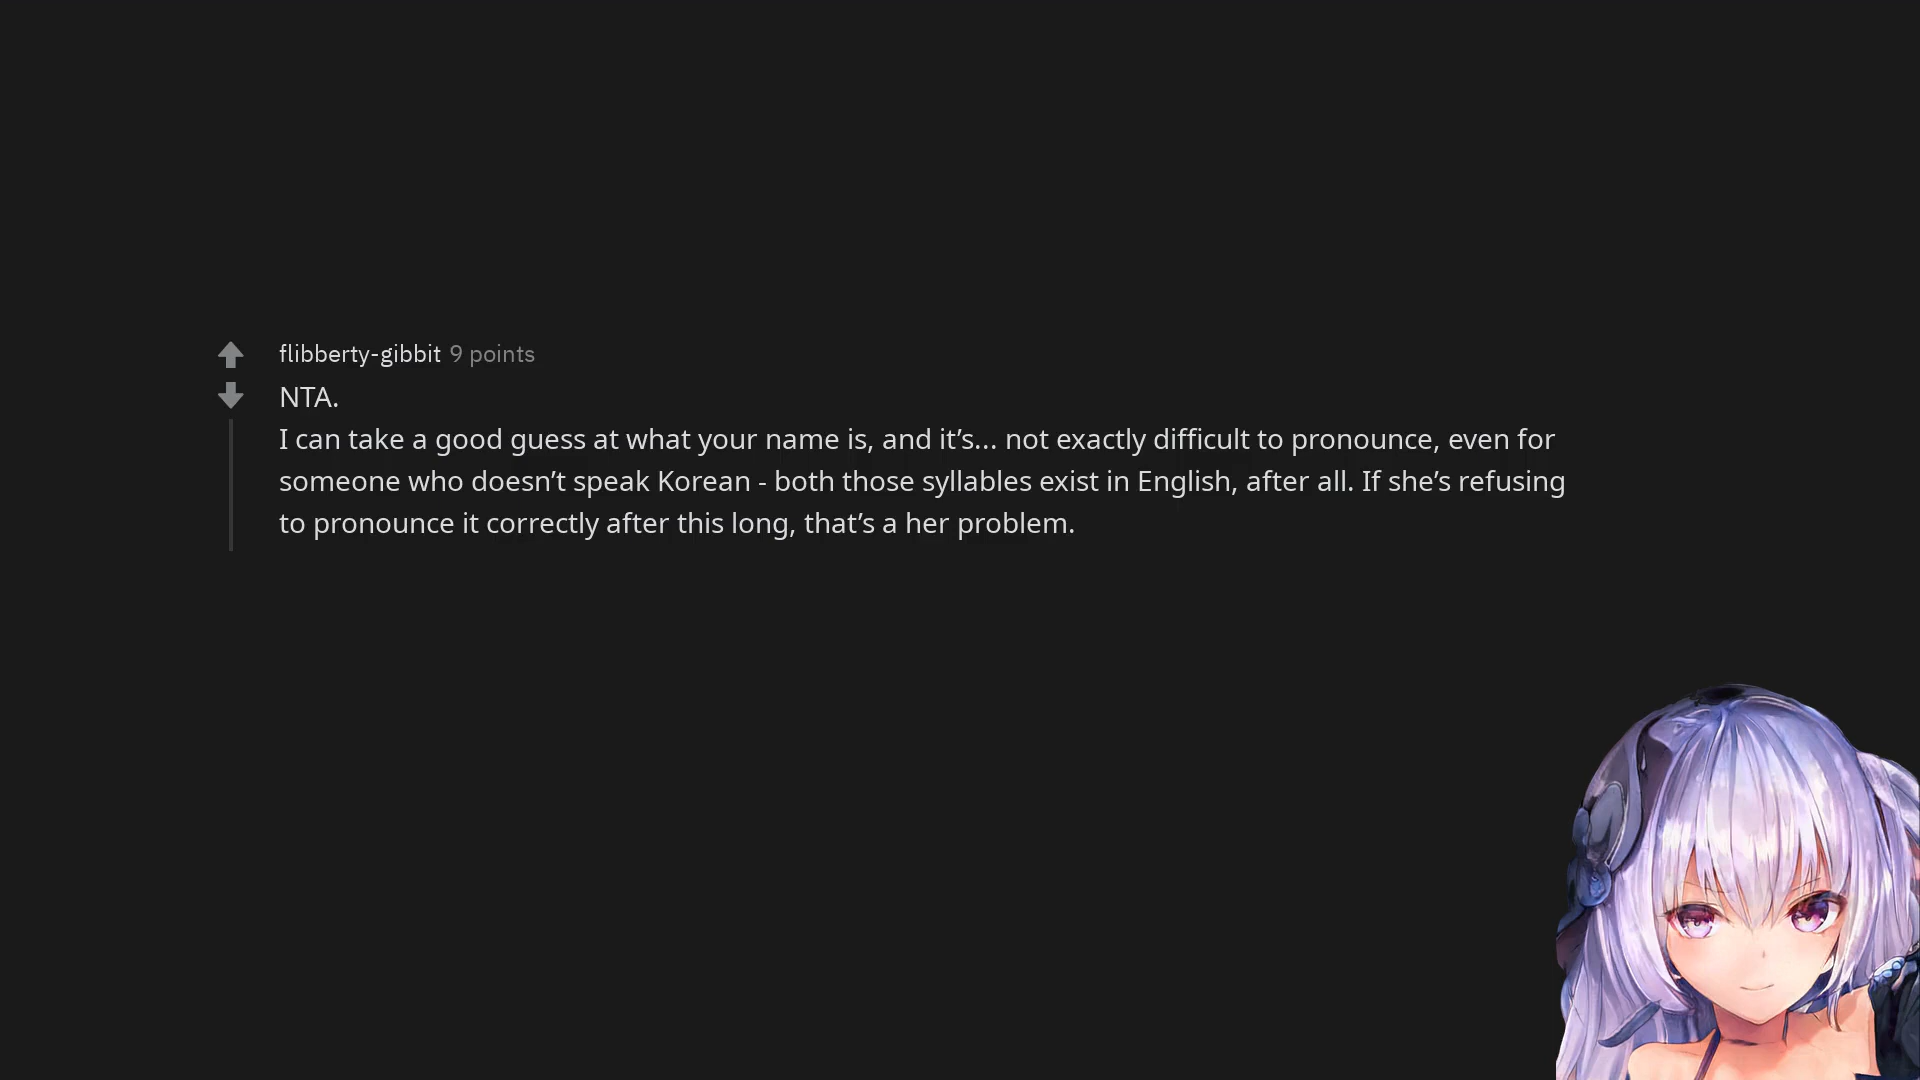 flibberty-gibbit 9 points
NTA.
I can take a good guess at what your name is, and it’s... not exactly difficult to pronounce, even for
someone who doesn’t speak Korean - both those syllables exist in English, after all. If she’s refusing
to pronounce it correctly after this long, that’s a her problem.